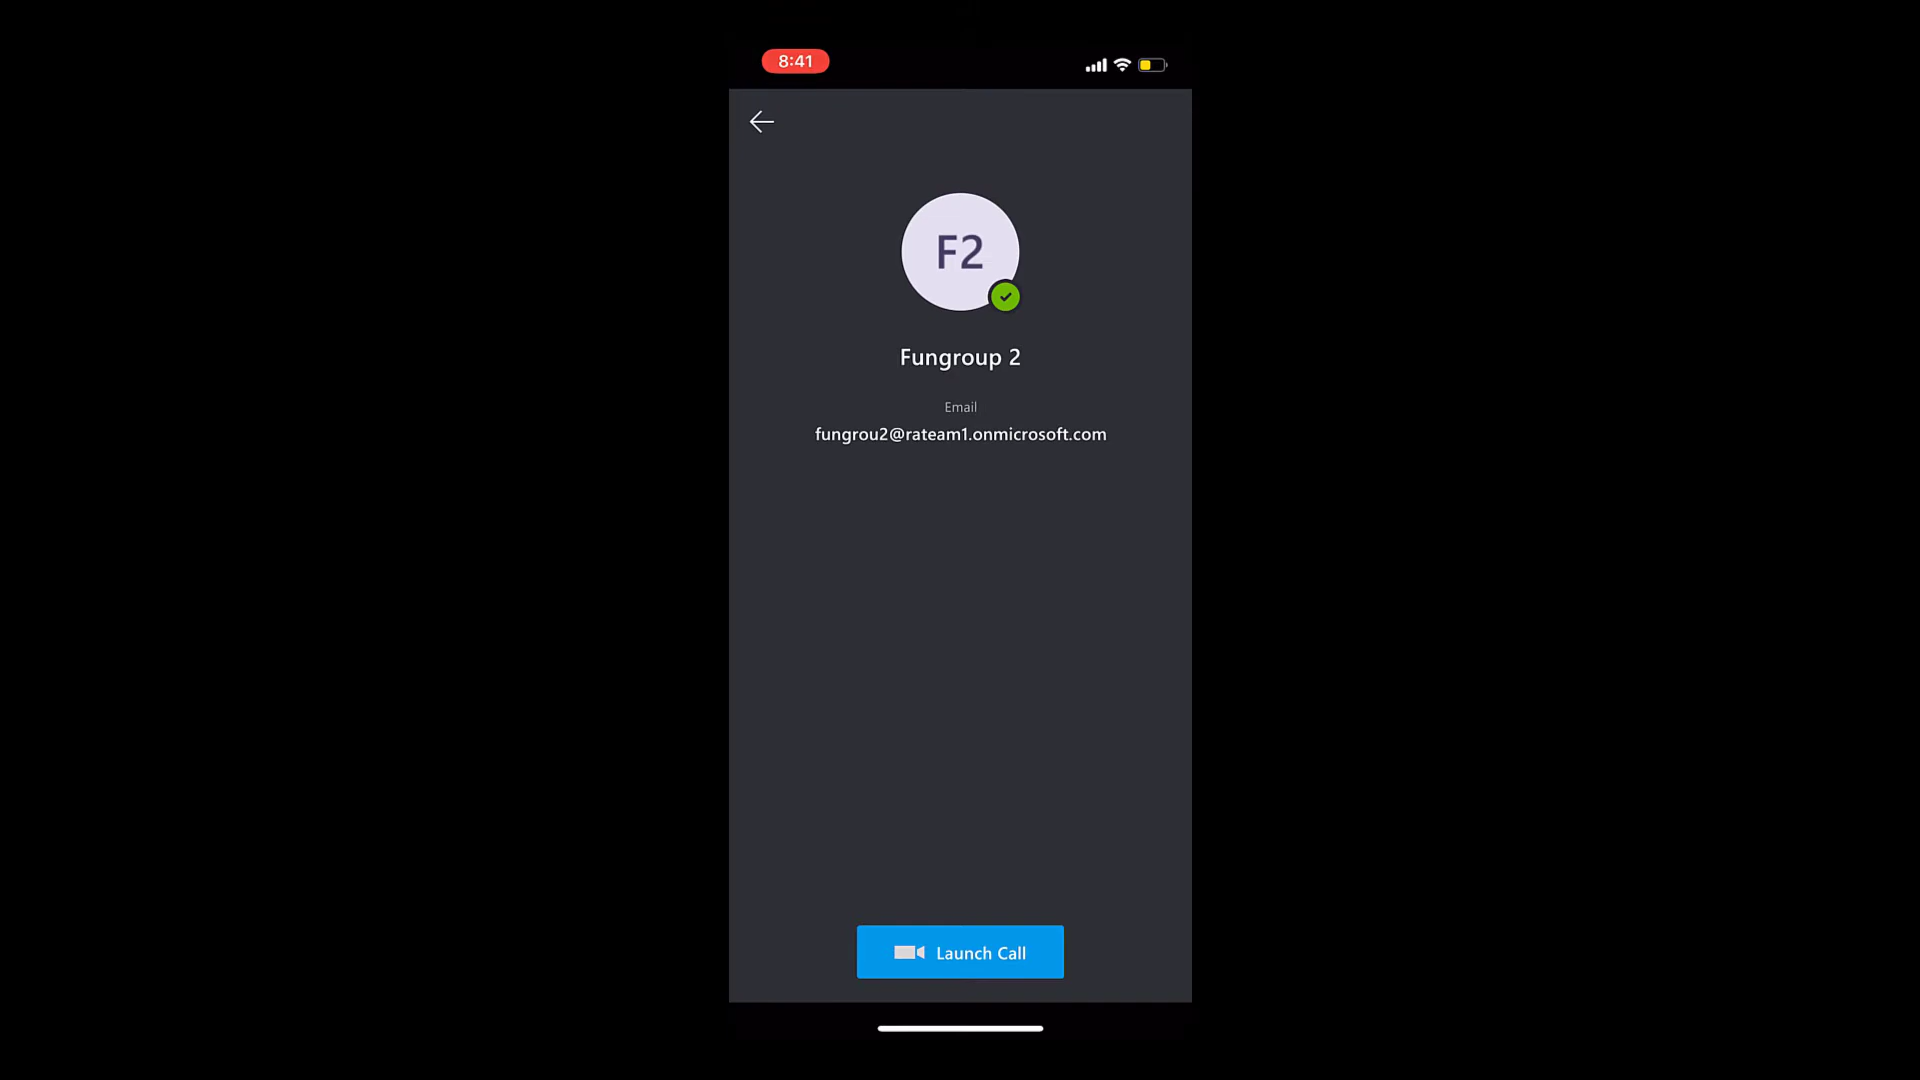 8:41
F2
Fungroup 2
Email
fungrou2@rateam1.onmicrosoft.com
Launch Call